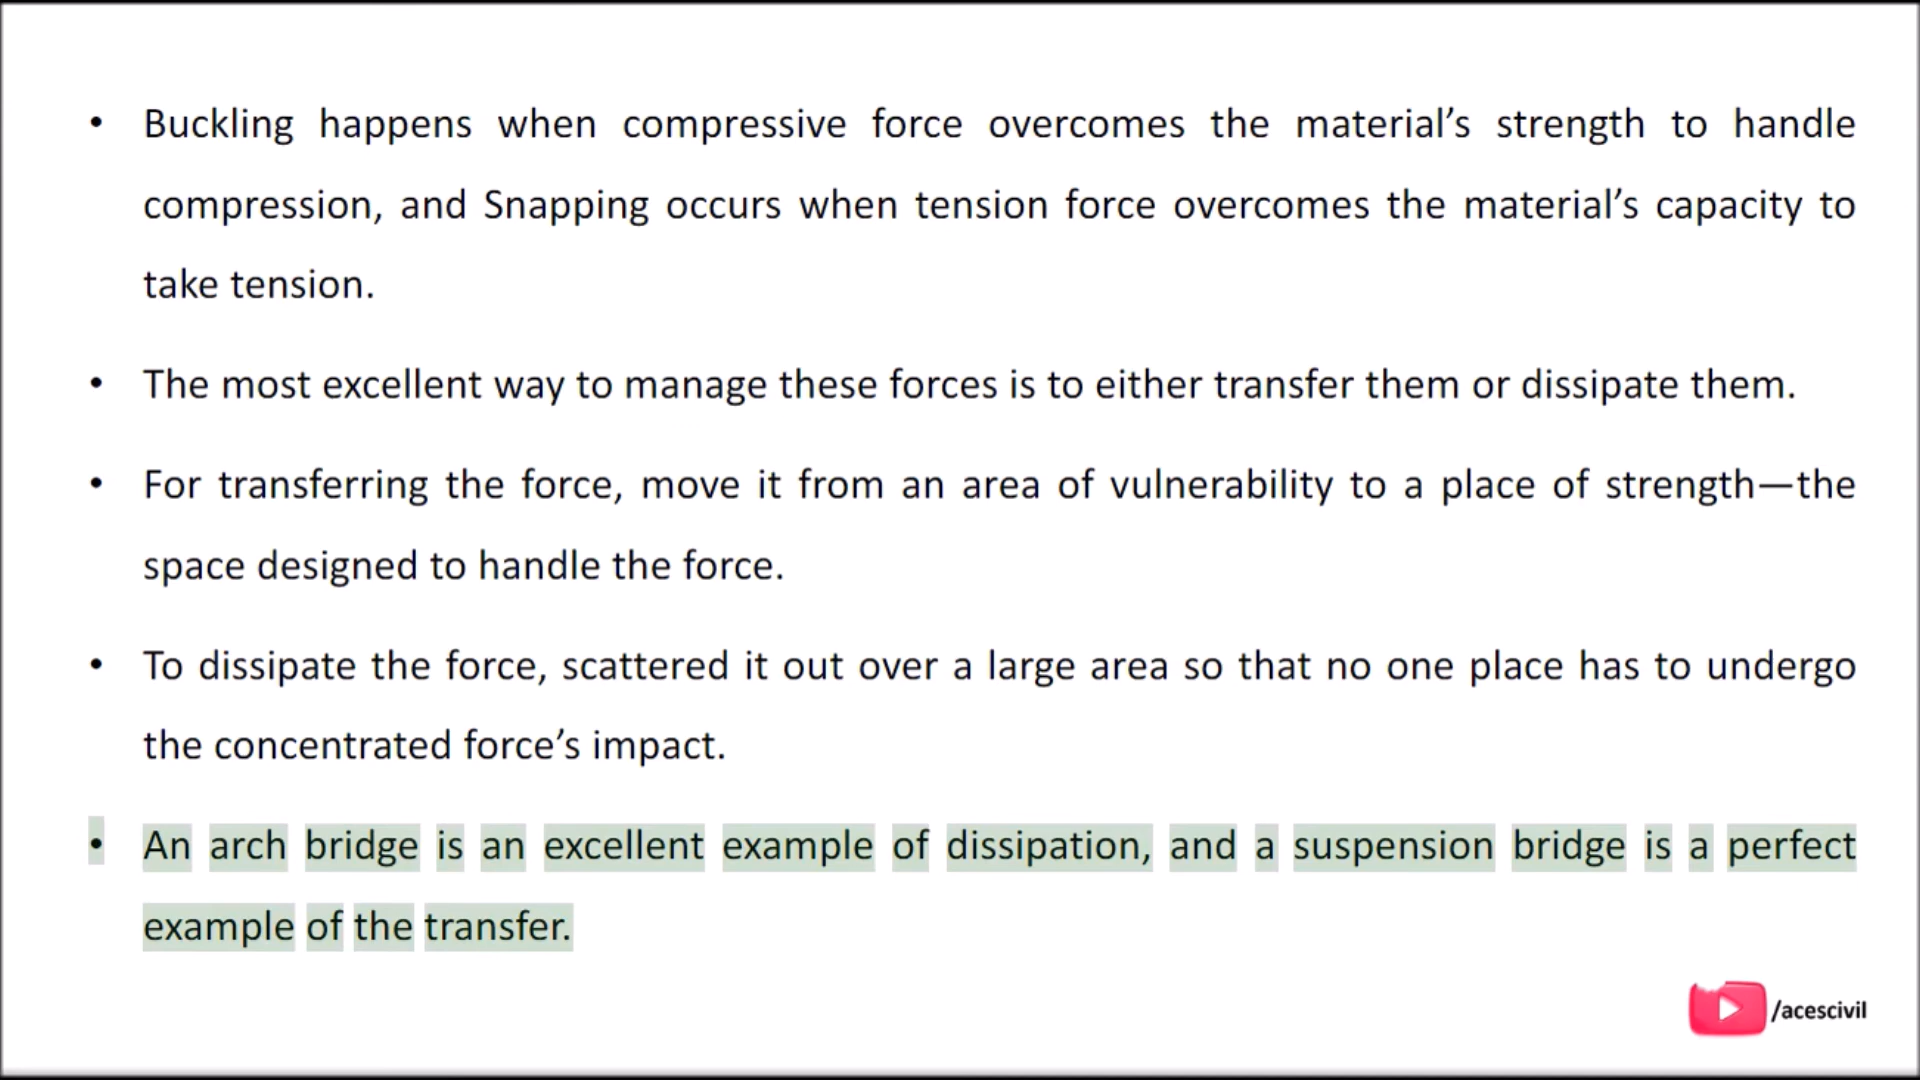 • Buckling happens when compressive force overcomes the material’s strength to handle
compression, and Snapping occurs when tension force overcomes the material’s capacity to
take tension.
• The most excellent way to manage these forces is to either transfer them or dissipate them.
• For transferring the force, move it from an area of vulnerability to a place of strength—the
space designed to handle the force.
• To dissipate the force, scattered it out over a large area so that no one place has to undergo
the concentrated force’s impact.
• An arch bridge is an excellent example of dissipation, and a suspension bridge is a perfect
example of the transfer.
/acescivil